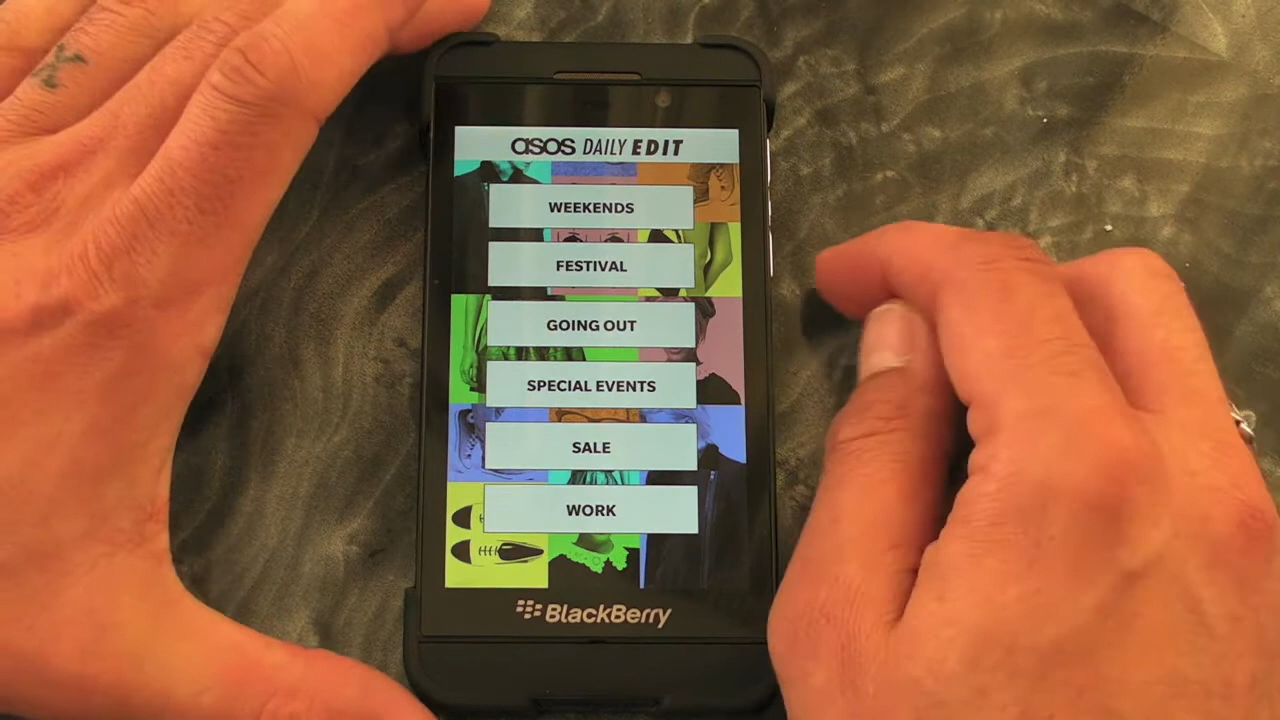 asos DAILY EDIT
WEEKENDS
FESTIVAL
GOING OUT
SPECIAL EVENTS
SALE
WORK
BlackBerry